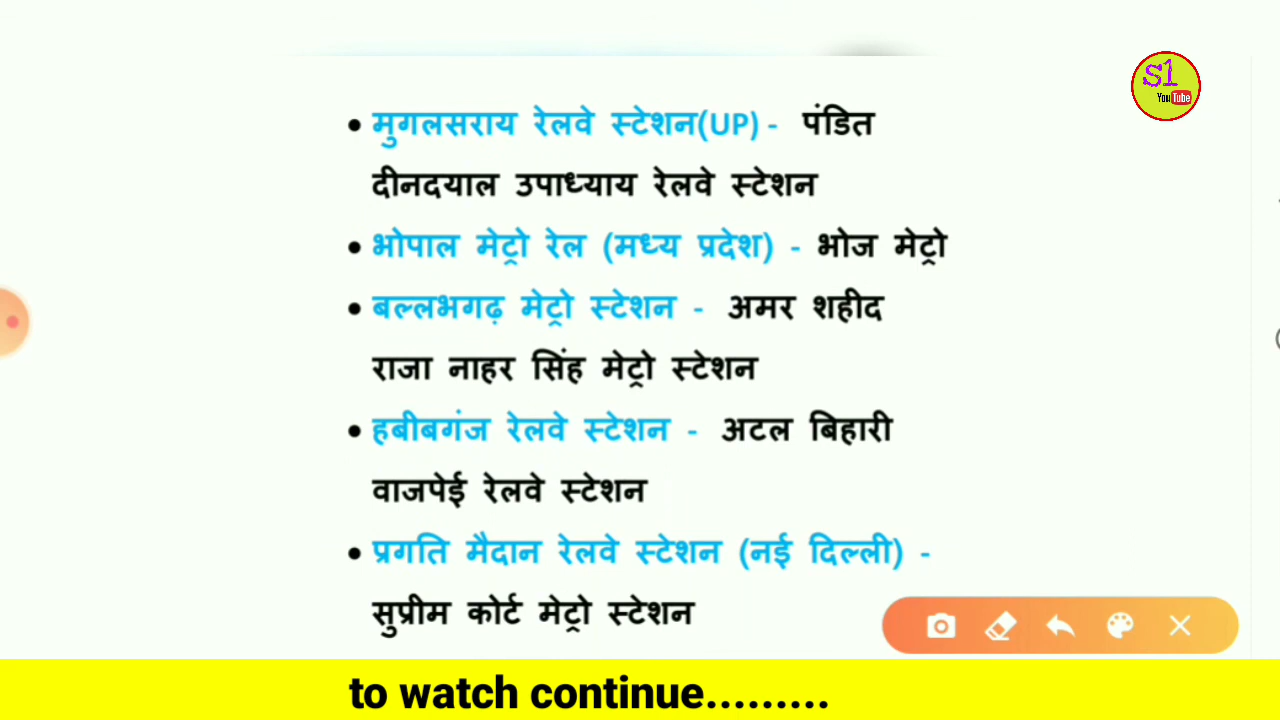 S1
YouTube
• मुगलसराय रेलवे स्टेशन(UP) - पंडित
दीनदयाल उपाध्याय रेलवे स्टेशन
• भोपाल मेट्रो रेल (मध्य प्रदेश) - भोज मेट्रो
• बल्लभगढ़ मेट्रो स्टेशन - अमर शहीद
राजा नाहर सिंह मेट्रो स्टेशन
• हबीबगंज रेलवे स्टेशन - अटल बिहारी
वाजपेई रेलवे स्टेशन
• प्रगति मैदान रेलवे स्टेशन (नई दिल्ली) -
सुप्रीम कोर्ट मेट्रो स्टेशन
to watch continue.........